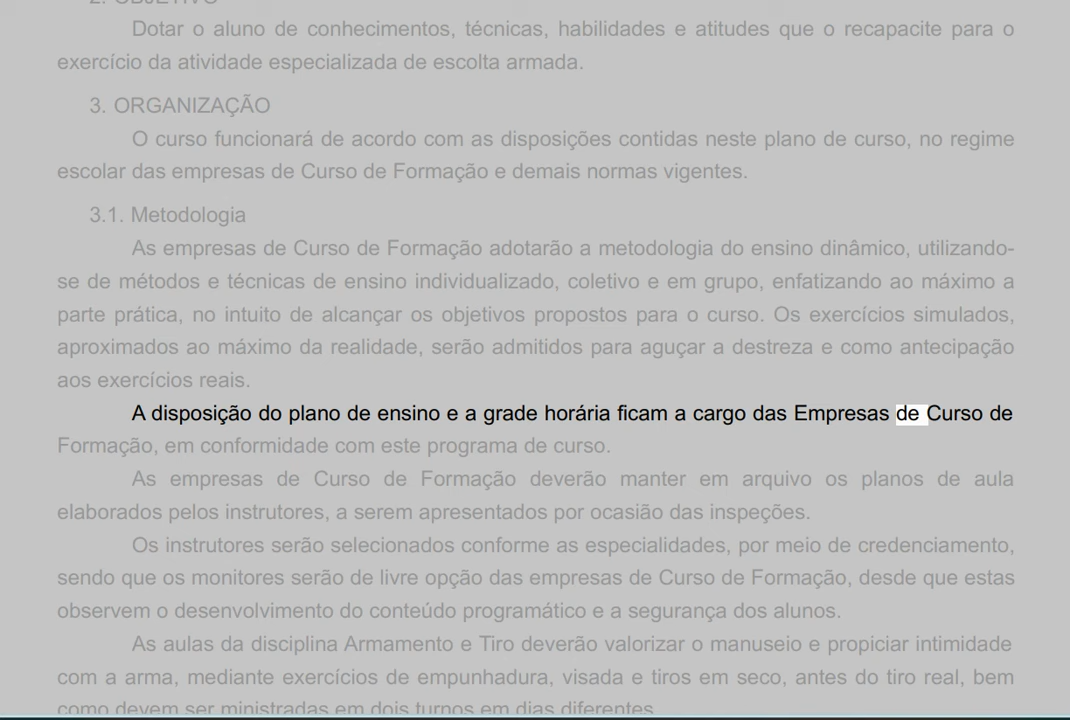 2. OBJETIVO
Dotar o aluno de conhecimentos, técnicas, habilidades e atitudes que o recapacite para o
exercício da atividade especializada de escolta armada.
3. ORGANIZAÇÃO
O curso funcionará de acordo com as disposições contidas neste plano de curso, no regime
escolar das empresas de Curso de Formação e demais normas vigentes.
3.1. Metodologia
As empresas de Curso de Formação adotarão a metodologia do ensino dinâmico, utilizando-
se de métodos e técnicas de ensino individualizado, coletivo e em grupo, enfatizando ao máximo a
parte prática, no intuito de alcançar os objetivos propostos para o curso. Os exercícios simulados,
aproximados ao máximo da realidade, serão admitidos para aguçar a destreza e como antecipação
aos exercícios reais.
A disposição do plano de ensino e a grade horária ficam a cargo das Empresas de Curso de
Formação, em conformidade com este programa de curso.
As empresas de Curso de Formação deverão manter em arquivo os planos de aula
elaborados pelos instrutores, a serem apresentados por ocasião das inspeções.
Os instrutores serão selecionados conforme as especialidades, por meio de credenciamento,
sendo que os monitores serão de livre opção das empresas de Curso de Formação, desde que estas
observem o desenvolvimento do conteúdo programático e a segurança dos alunos.
As aulas da disciplina Armamento e Tiro deverão valorizar o manuseio e propiciar intimidade
com a arma, mediante exercícios de empunhadura, visada e tiros em seco, antes do tiro real, bem
como devem ser ministradas em dois turnos em dias diferentes.